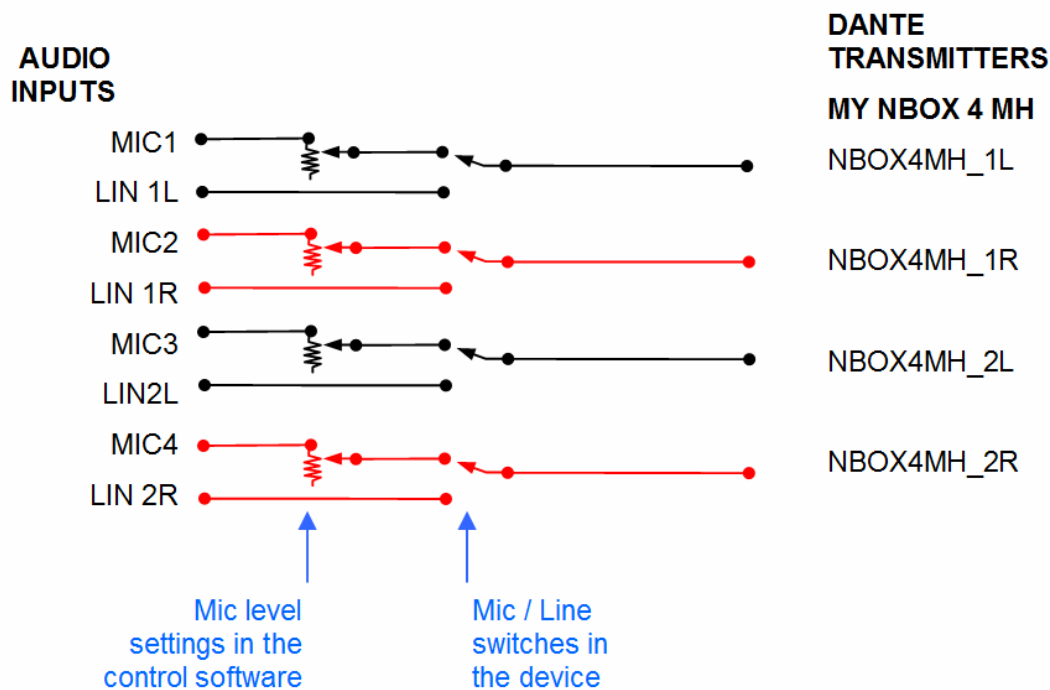 AUDIO
INPUTS
DANTE
TRANSMITTERS
MY NBOX 4 MH
MIC1
NBOX4MH_1L
LIN 1L
MIC2
NBOX4MH_1R
LIN 1R
MIC3
NBOX4MH_2L
LIN2L
MIC4
NBOX4MH_2R
LIN 2R
Mic level
settings in the
control software
Mic / Line
switches in
the device